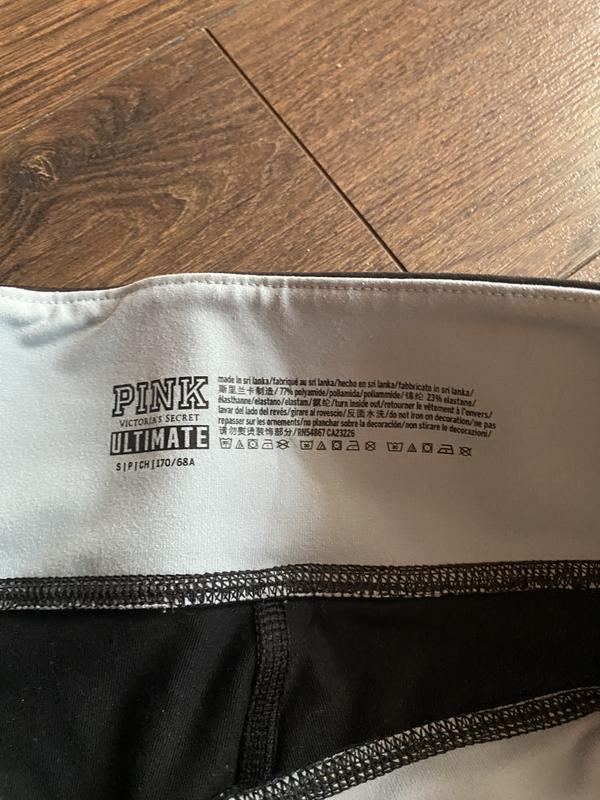 PINK
VICTORIA'S SECRET
ULTIMATE
S|P|CH|170/68A
made in sri lanka/fabriqué au sri lanka/hecho en sri lanka/fabbricato in sri lanka/
斯里兰卡制造/77% polyamide/poliamida/poliammide/锦纶 23% elastane/
élasthanne/elastano/elastam/氨纶/turn inside out/retourner le vêtement à l'envers/
lavar del lado del revés/girare al rovescio/反面水洗/do not iron on decoration/ne pas
repasser sur les ornements/no planchar sobre la decoración/non stirare le decorazioni/
请勿熨烫装饰部分/RN54867 CA23226